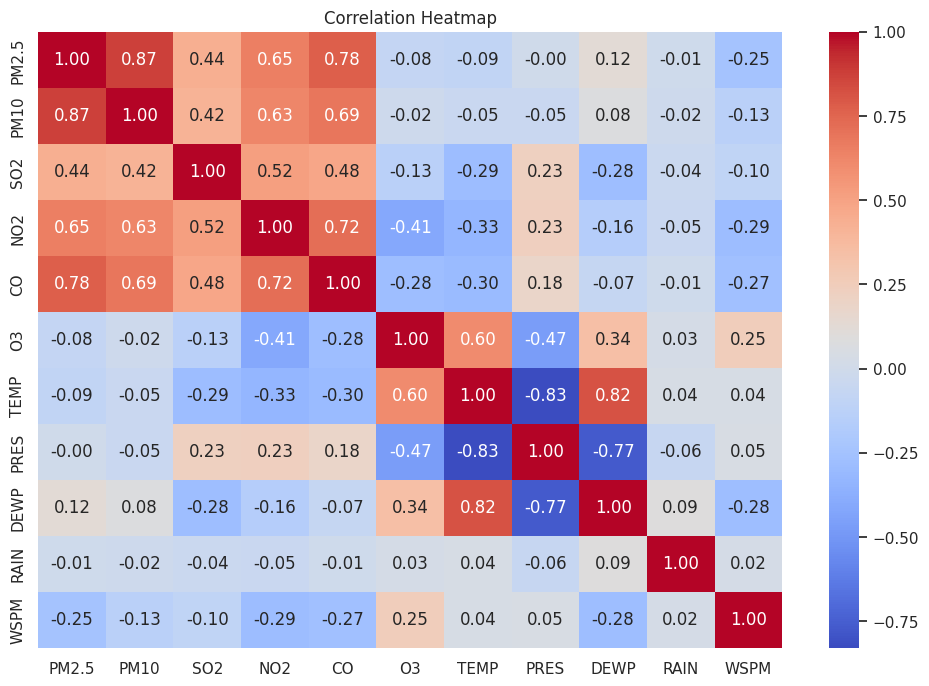 Correlation Heatmap
PM2.5 1.00 0.87 0.44 0.65 0.78 -0.08 -0.09 -0.00 0.12 -0.01 -0.25
PM10 0.87 1.00 0.42 0.63 0.69 -0.02 -0.05 -0.05 0.08 -0.02 -0.13
SO2 0.44 0.42 1.00 0.52 0.48 -0.13 -0.29 0.23 -0.28 -0.04 -0.10
NO2 0.65 0.63 0.52 1.00 0.72 -0.41 -0.33 0.23 -0.16 -0.05 -0.29
CO 0.78 0.69 0.48 0.72 1.00 -0.28 -0.30 0.18 -0.07 -0.01 -0.27
O3 -0.08 -0.02 -0.13 -0.41 -0.28 1.00 0.60 -0.47 0.34 0.03 0.25
TEMP -0.09 -0.05 -0.29 -0.33 -0.30 0.60 1.00 -0.83 0.82 0.04 0.04
PRES -0.00 -0.05 0.23 0.23 0.18 -0.47 -0.83 1.00 -0.77 -0.06 0.05
DEWP 0.12 0.08 -0.28 -0.16 -0.07 0.34 0.82 -0.77 1.00 0.09 -0.28
RAIN -0.01 -0.02 -0.04 -0.05 -0.01 0.03 0.04 -0.06 0.09 1.00 0.02
WSPM -0.25 -0.13 -0.10 -0.29 -0.27 0.25 0.04 0.05 -0.28 0.02 1.00
PM2.5 PM10 SO2 NO2 CO O3 TEMP PRES DEWP RAIN WSPM
1.00
0.75
0.50
0.25
0.00
−0.25
−0.50
−0.75